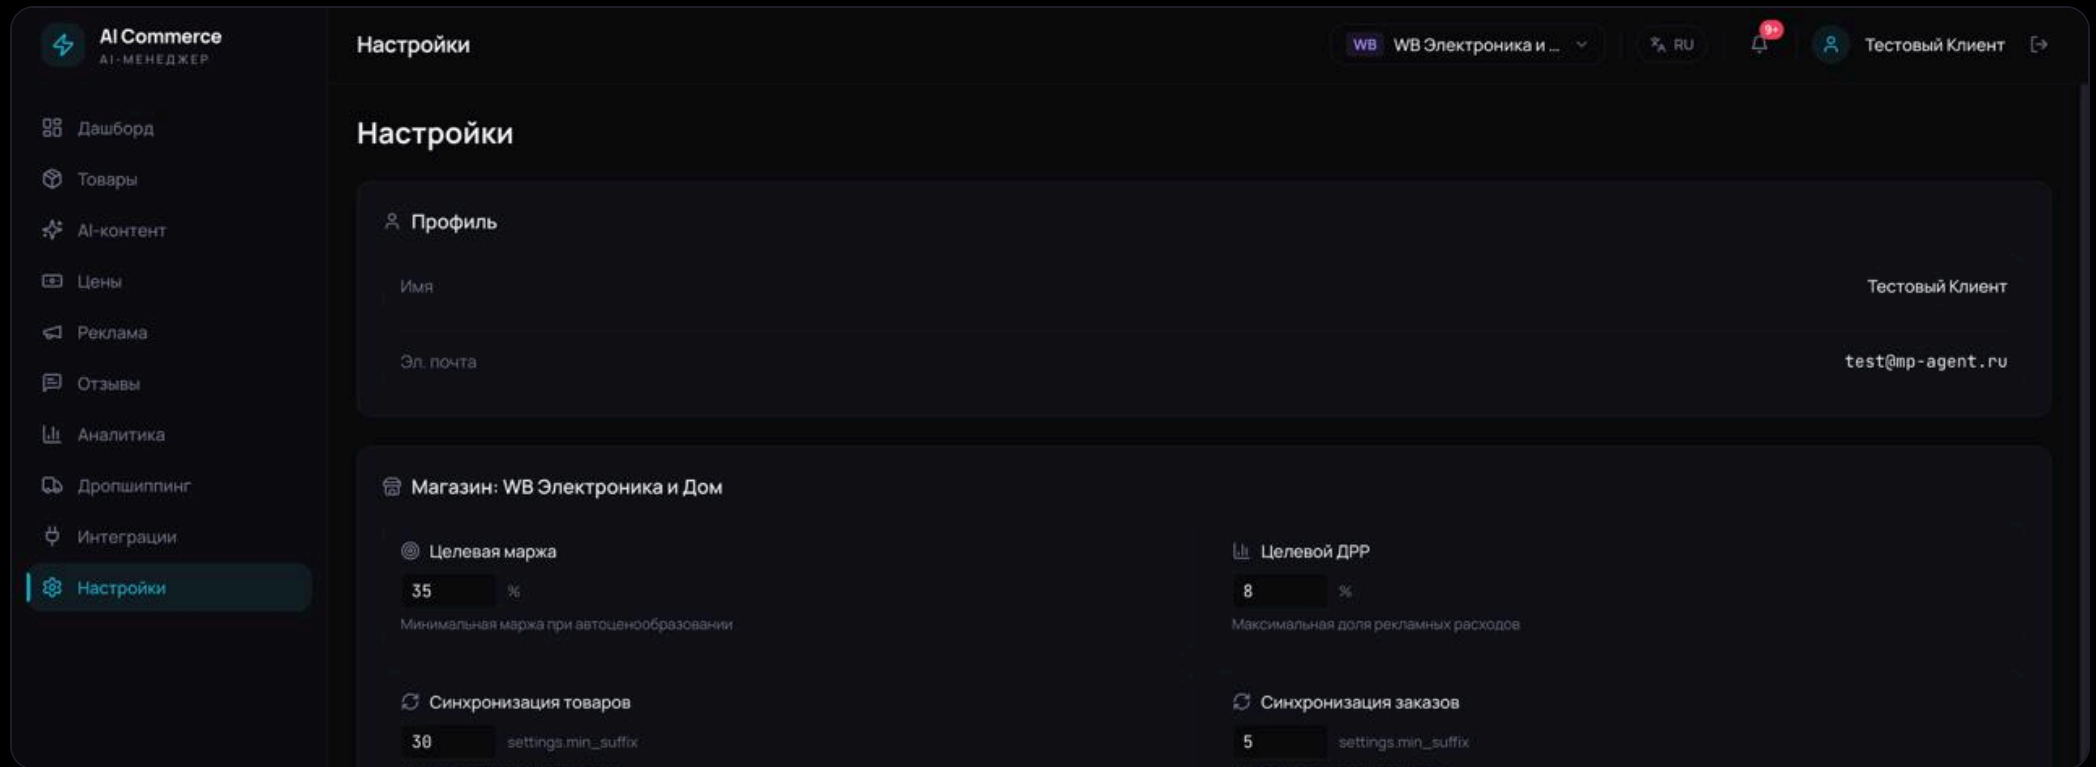 AI Commerce
AI-МЕНЕДЖЕР
Настройки
WB WB Электроника и ...
RU
9+
Тестовый Клиент
Дашборд
Товары
AI-контент
Цены
Реклама
Отзывы
Аналитика
Дропшиппинг
Интеграции
Настройки
Настройки
Профиль
Имя
Тестовый Клиент
Эл. почта
test@mp-agent.ru
Магазин: WB Электроника и Дом
Целевая маржа
35 %
Минимальная маржа при автоценообразовании
Целевой ДРР
8 %
Максимальная доля рекламных расходов
Синхронизация товаров
30 settings.min_suffix
Синхронизация заказов
5 settings.min_suffix